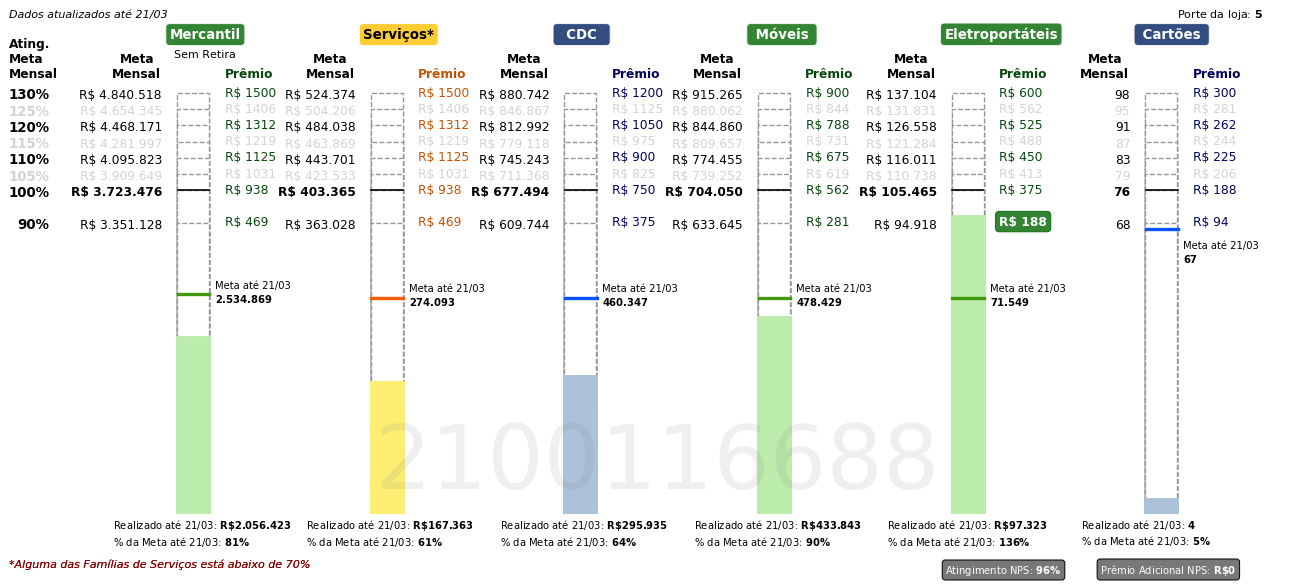 Dados atualizados até 21/03
Porte da loja: 5
Mercantil Serviços* CDC Móveis Eletroportáteis Cartões
Sem Retira
Ating. Meta Mensal
Meta Mensal Prêmio Meta Mensal Prêmio Meta Mensal Prêmio Meta Mensal Prêmio Meta Mensal Prêmio Meta Mensal Prêmio
130% R$ 4.840.518 R$ 1500 R$ 524.374 R$ 1500 R$ 880.742 R$ 1200 R$ 915.265 R$ 900 R$ 137.104 R$ 600 98 R$ 300
125% R$ 4.654.345 R$ 1406 R$ 504.206 R$ 1406 R$ 846.867 R$ 1125 R$ 880.062 R$ 844 R$ 131.831 R$ 562 95 R$ 281
120% R$ 4.468.171 R$ 1312 R$ 484.038 R$ 1312 R$ 812.992 R$ 1050 R$ 844.860 R$ 788 R$ 126.558 R$ 525 91 R$ 262
115% R$ 4.281.997 R$ 1219 R$ 463.869 R$ 1219 R$ 779.118 R$ 975 R$ 809.657 R$ 731 R$ 121.284 R$ 488 87 R$ 244
110% R$ 4.095.823 R$ 1125 R$ 443.701 R$ 1125 R$ 745.243 R$ 900 R$ 774.455 R$ 675 R$ 116.011 R$ 450 83 R$ 225
105% R$ 3.909.649 R$ 1031 R$ 423.533 R$ 1031 R$ 711.368 R$ 825 R$ 739.252 R$ 619 R$ 110.738 R$ 413 79 R$ 206
100% R$ 3.723.476 R$ 938 R$ 403.365 R$ 938 R$ 677.494 R$ 750 R$ 704.050 R$ 562 R$ 105.465 R$ 375 76 R$ 188
90% R$ 3.351.128 R$ 469 R$ 363.028 R$ 469 R$ 609.744 R$ 375 R$ 633.645 R$ 281 R$ 94.918 R$ 188 68 R$ 94
Meta até 21/03
67
Meta até 21/03 Meta até 21/03 Meta até 21/03 Meta até 21/03 Meta até 21/03
2.534.869 274.093 460.347 478.429 71.549
2100116688
Realizado até 21/03: R$2.056.423 Realizado até 21/03: R$167.363 Realizado até 21/03: R$295.935 Realizado até 21/03: R$433.843 Realizado até 21/03: R$97.323 Realizado até 21/03: 4
% da Meta até 21/03: 81% % da Meta até 21/03: 61% % da Meta até 21/03: 64% % da Meta até 21/03: 90% % da Meta até 21/03: 136% % da Meta até 21/03: 5%
*Alguma das Famílias de Serviços está abaixo de 70%
Atingimento NPS: 96% Prêmio Adicional NPS: R$0